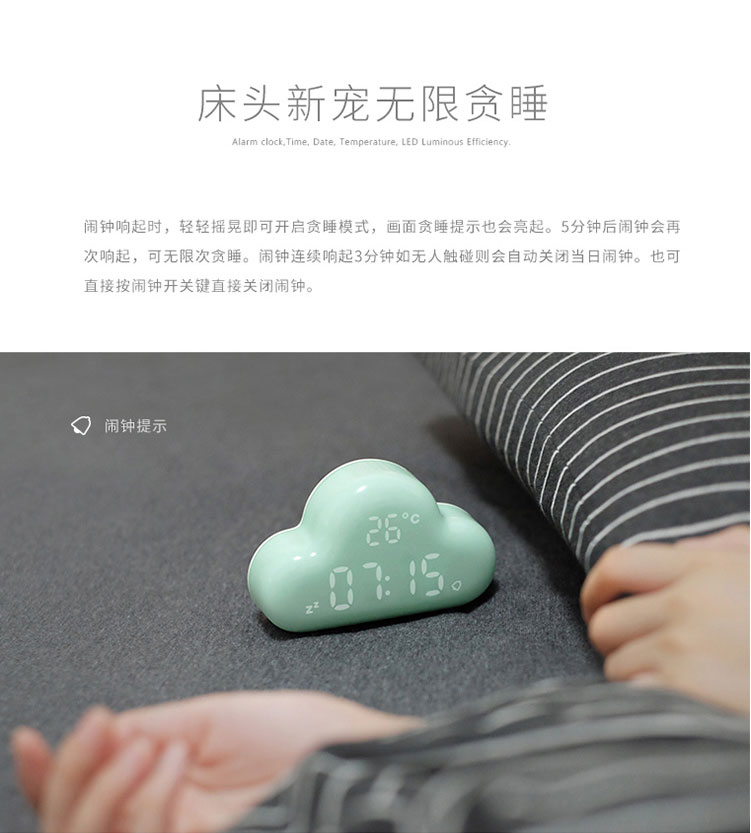 床头新宠无限贪睡
Alarm clock,Time, Date, Temperature, LED Luminous Efficiency.
闹钟响起时，轻轻摇晃即可开启贪睡模式，画面贪睡提示也会亮起。5分钟后闹钟会再
次响起，可无限次贪睡。闹钟连续响起3分钟如无人触碰则会自动关闭当日闹钟。也可
直接按闹钟开关键直接关闭闹钟。
闹钟提示
26°C
zz 07:15